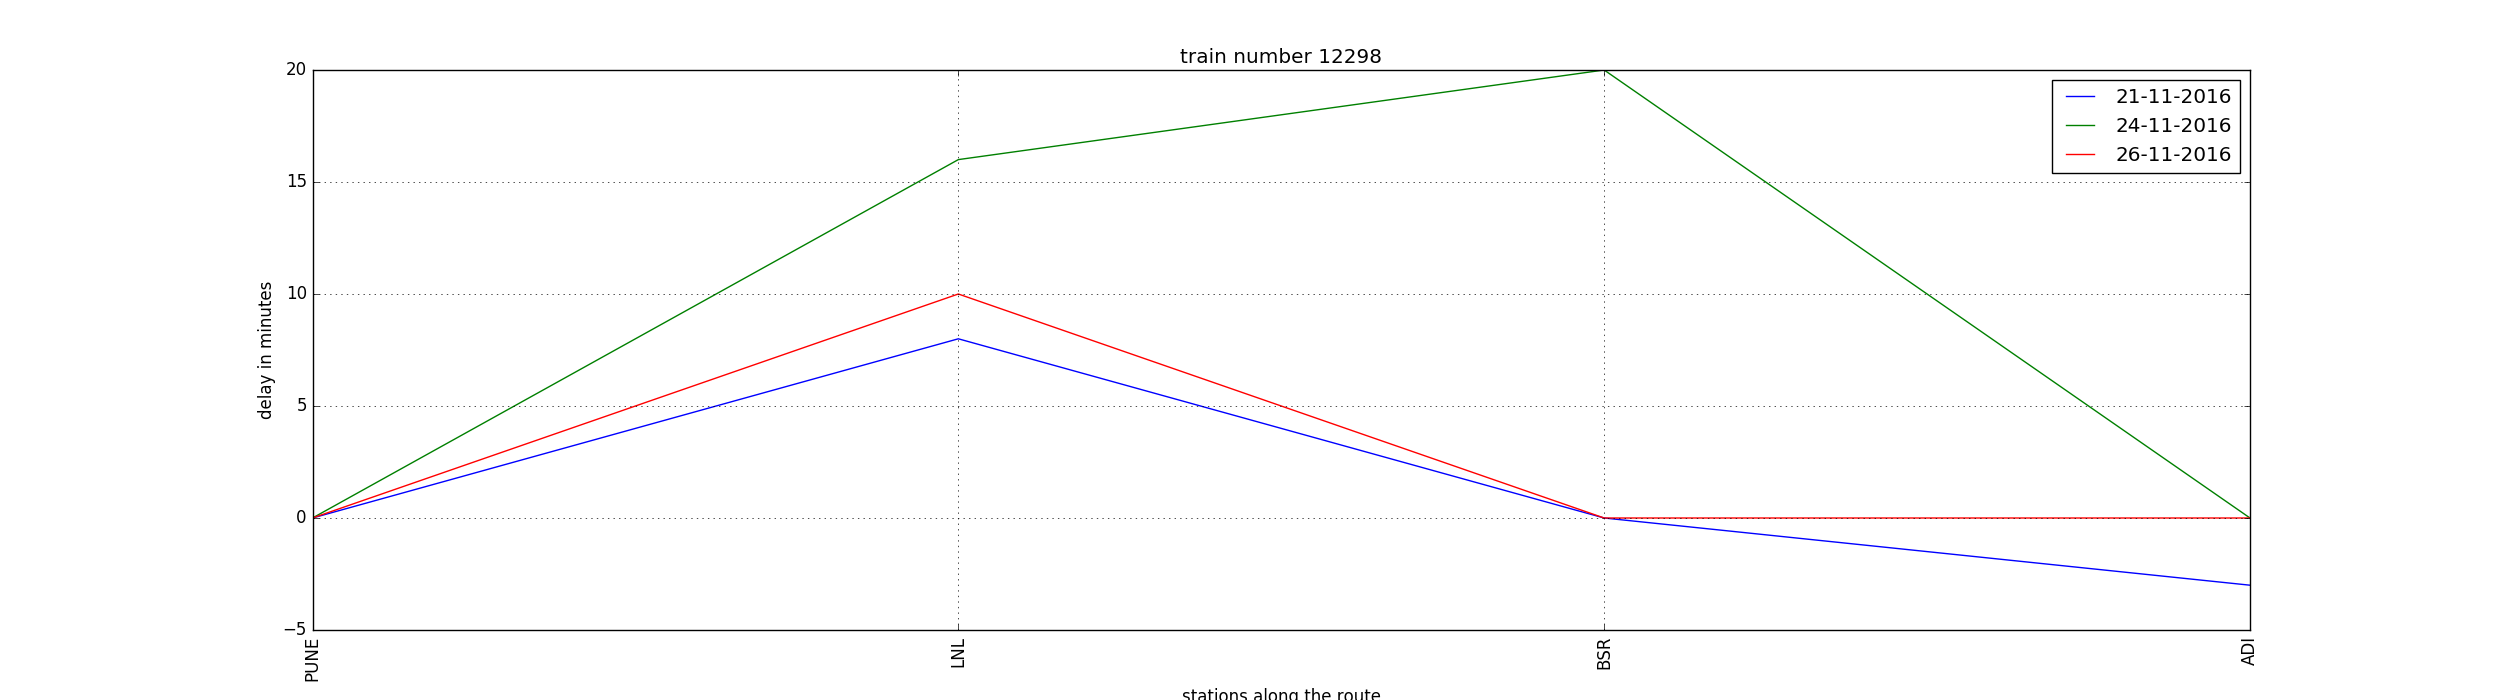 train number 12298
20
15
10
5
0
−5
delay in minutes
21-11-2016
24-11-2016
26-11-2016
PUNE
LNL
BSR
ADI
stations along the route